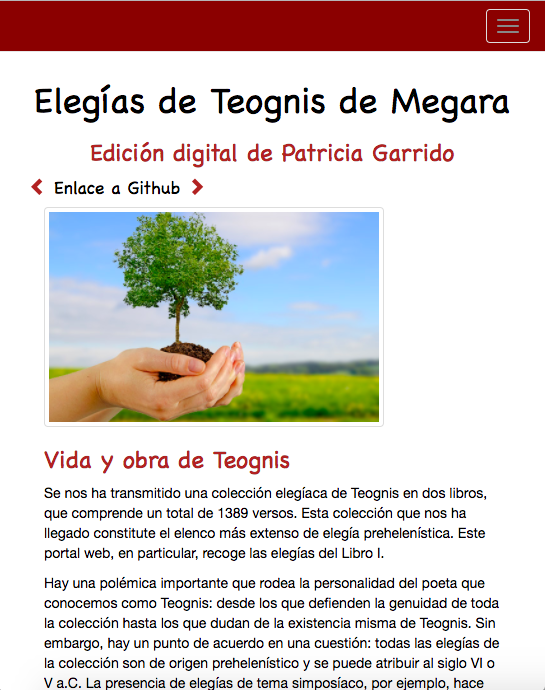 Elegías de Teognis de Megara
Edición digital de Patricia Garrido
Enlace a Github
Vida y obra de Teognis
Se nos ha transmitido una colección elegíaca de Teognis en dos libros,
que comprende un total de 1389 versos. Esta colección que nos ha
llegado constitute el elenco más extenso de elegía prehelenística. Este
portal web, en particular, recoge las elegías del Libro I.
Hay una polémica importante que rodea la personalidad del poeta que
conocemos como Teognis: desde los que defienden la genuidad de toda
la colección hasta los que dudan de la existencia misma de Teognis. Sin
embargo, hay un punto de acuerdo en una cuestión: todas las elegías de
la colección son de origen prehelenístico y se puede atribuir al siglo VI o
V a.C. La presencia de elegías de tema simposíaco, por ejemplo, hace